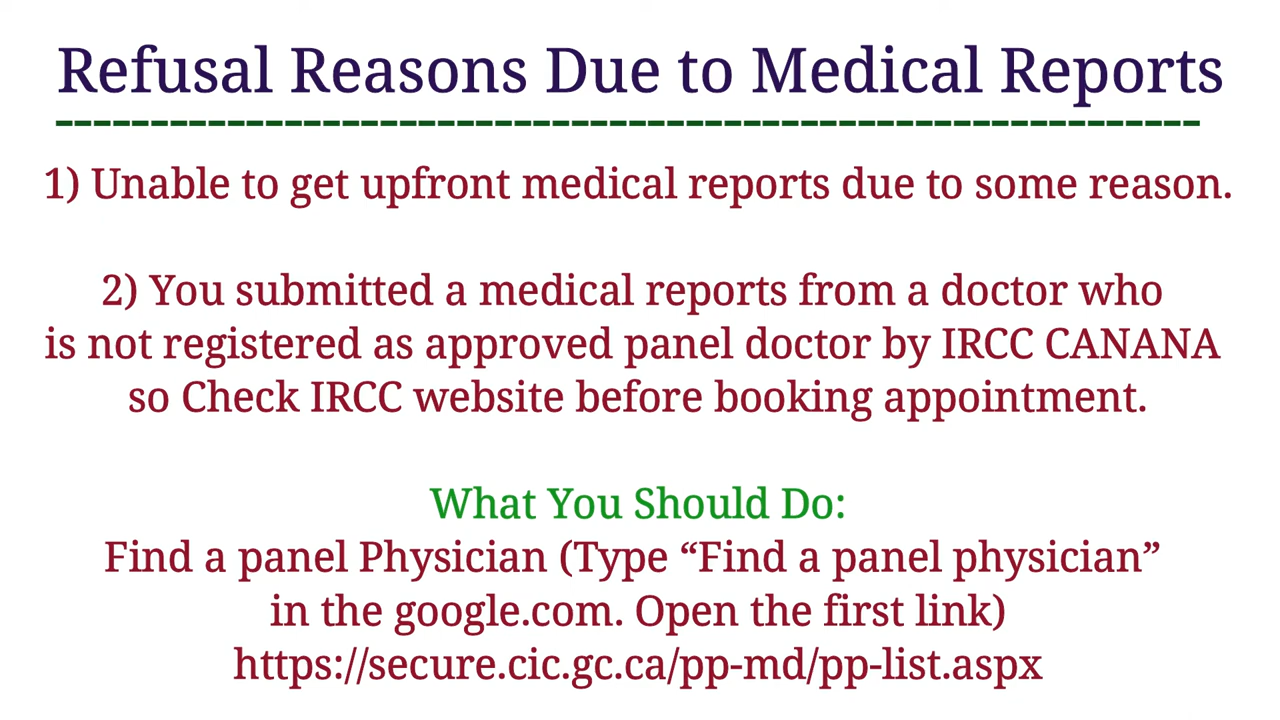 Refusal Reasons Due to Medical Reports
------------------------------------------------------------
1) Unable to get upfront medical reports due to some reason.
2) You submitted a medical reports from a doctor who
is not registered as approved panel doctor by IRCC CANANA
so Check IRCC website before booking appointment.
What You Should Do:
Find a panel Physician (Type “Find a panel physician”
in the google.com. Open the first link)
https://secure.cic.gc.ca/pp-md/pp-list.aspx